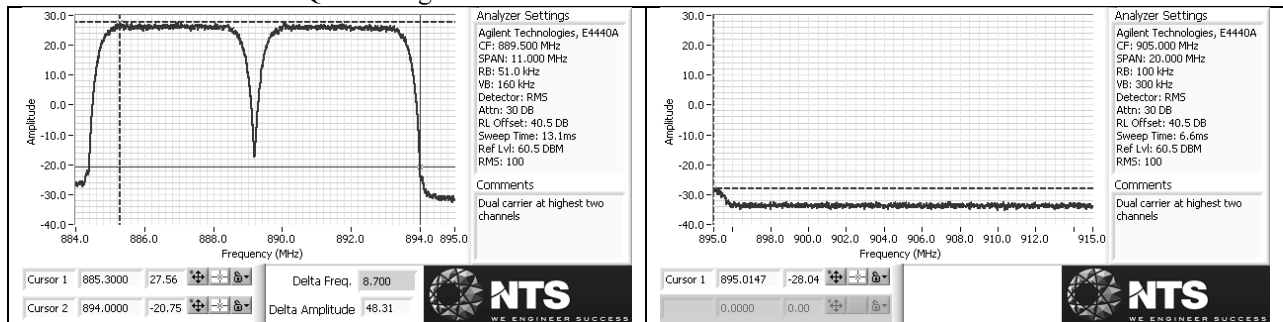 Analyzer Settings
Agilent Technologies, E4440A
CF: 889.500 MHz
SPAN: 11.000 MHz
RB: 51.0 kHz
VB: 160 kHz
Detector: RMS
Attn: 30 DB
RL Offset: 40.5 DB
Sweep Time: 13.1ms
Ref Lvl: 60.5 DBM
RMS: 100
Comments
Dual carrier at highest two
channels
Amplitude
30.0
20.0
10.0
0.0
-10.0
-20.0
-30.0
-40.0
884.0 886.0 888.0 890.0 892.0 894.0 895.0
Frequency (MHz)
Cursor 1 885.3000 27.56
Delta Freq. 8.700
Cursor 2 894.0000 -20.75
Delta Amplitude 48.31
NTS
WE ENGINEER SUCCESS
Analyzer Settings
Agilent Technologies, E4440A
CF: 905.000 MHz
SPAN: 20.000 MHz
RB: 100 kHz
VB: 300 kHz
Detector: RMS
Attn: 30 DB
RL Offset: 40.5 DB
Sweep Time: 6.6ms
Ref Lvl: 60.5 DBM
RMS: 100
Comments
Dual carrier at highest two
channels
Amplitude
30.0
20.0
10.0
0.0
-10.0
-20.0
-30.0
-40.0
895.0 898.0 900.0 902.0 904.0 906.0 908.0 910.0 912.0 915.0
Frequency (MHz)
Cursor 1 895.0147 -28.04
0.0000 0.00
NTS
WE ENGINEER SUCCESS